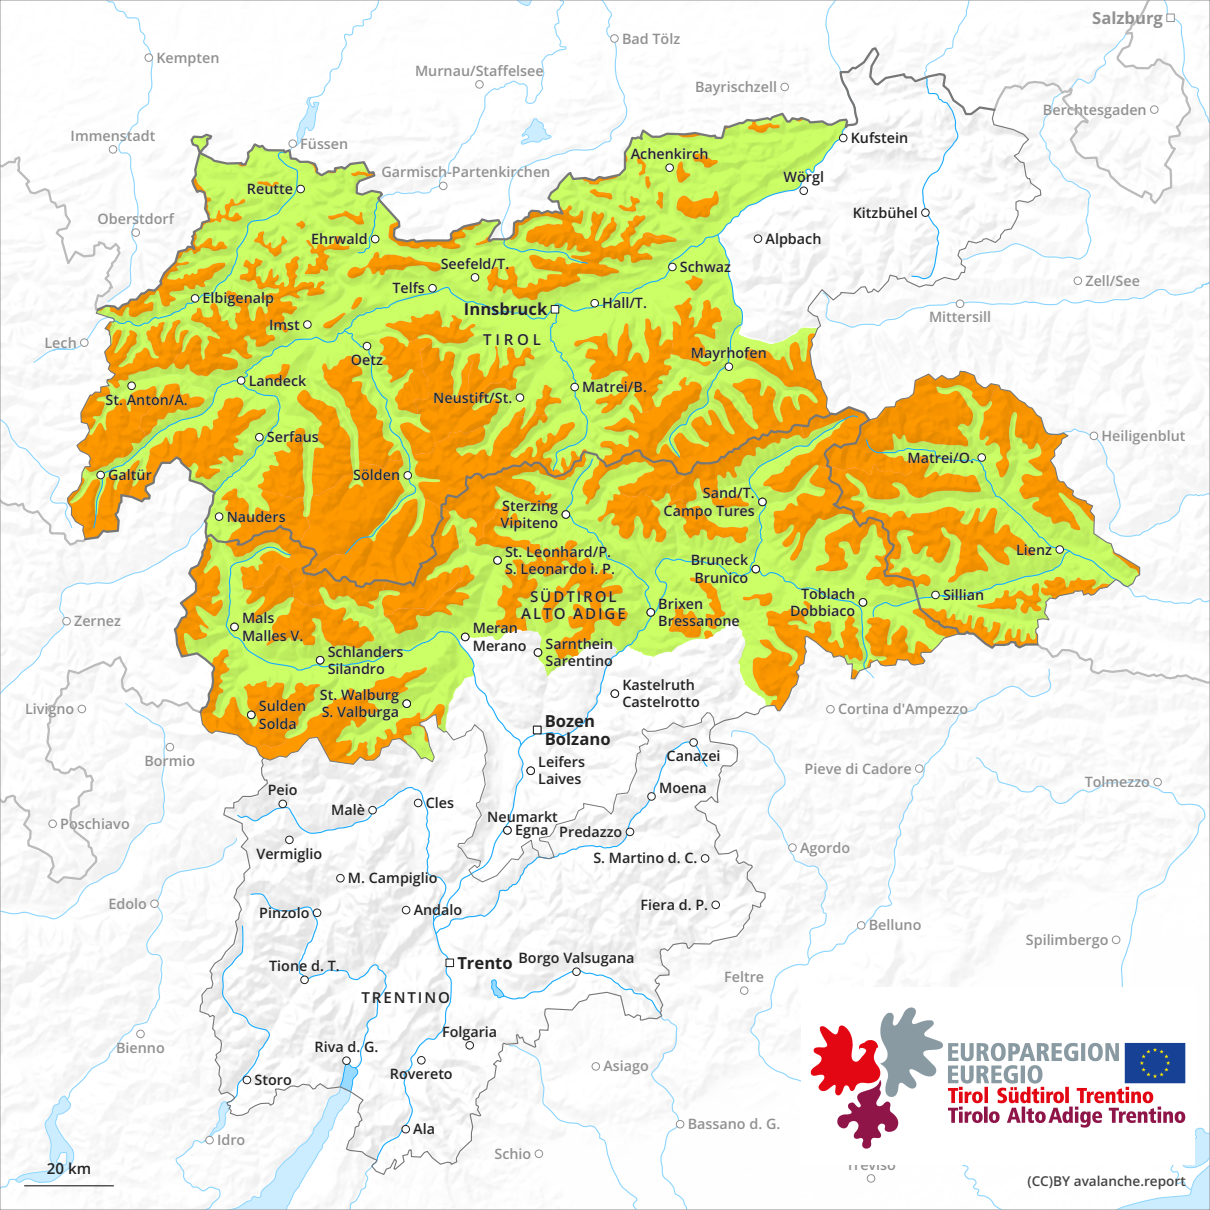 Salzburg
Bad Tölz
Kempten
Murnau/Staffelsee
Bayrischzell
Berchtesgaden
Immenstadt
Füssen
Kufstein
Achenkirch
Garmisch-Partenkirchen
Wörgl
Reutte
Oberstdorf
Kitzbühel
Ehrwald
Alpbach
Seefeld/T.
Schwaz
Zell/See
Telfs
Elbigenalp
Hall/T.
Innsbruck
Mittersill
Imst
TIROL
Lech
Mayrhofen
Oetz
Landeck
Matrei/B.
St. Anton/A.
Neustift/St.
Serfaus
Heiligenblut
Matrei/O.
Galtür
Sölden
Sand/T.
Campo Tures
Sterzing
Vipiteno
Nauders
St. Leonhard/P.
S. Leonardo i. P.
Lienz
Bruneck
Brunico
SÜDTIROL
ALTO ADIGE
Toblach
Dobbiaco
Sillian
Brixen
Bressanone
Mals
Malles V.
Zernez
Meran
Merano
Sarnthein
Sarentino
Schlanders
Silandro
Kastelruth
Castelrotto
St. Walburg
S. Valburga
Sulden
Solda
Livigno
Cortina d'Ampezzo
Bozen
Bolzano
Bormio
Canazei
Leifers
Laives
Pieve di Cadore
Tolmezzo
Peio
Moena
Malè
Cles
Neumarkt
Egna
Predazzo
Poschiavo
Vermiglio
Agordo
S. Martino d. C.
M. Campiglio
Edolo
Pinzolo
Andalo
Fiera d. P.
Belluno
Spilimbergo
Trento
Borgo Valsugana
Tione d. T.
Feltre
TRENTINO
Folgaria
Bienno
Riva d. G.
Rovereto
Asiago
Storo
EUROPAREGION
EUREGIO
Tirol Südtirol Trentino
Tirolo Alto Adige Trentino
Ala
Bassano d. G.
Idro
Schio
Treviso
20 km
(CC)BY avalanche.report